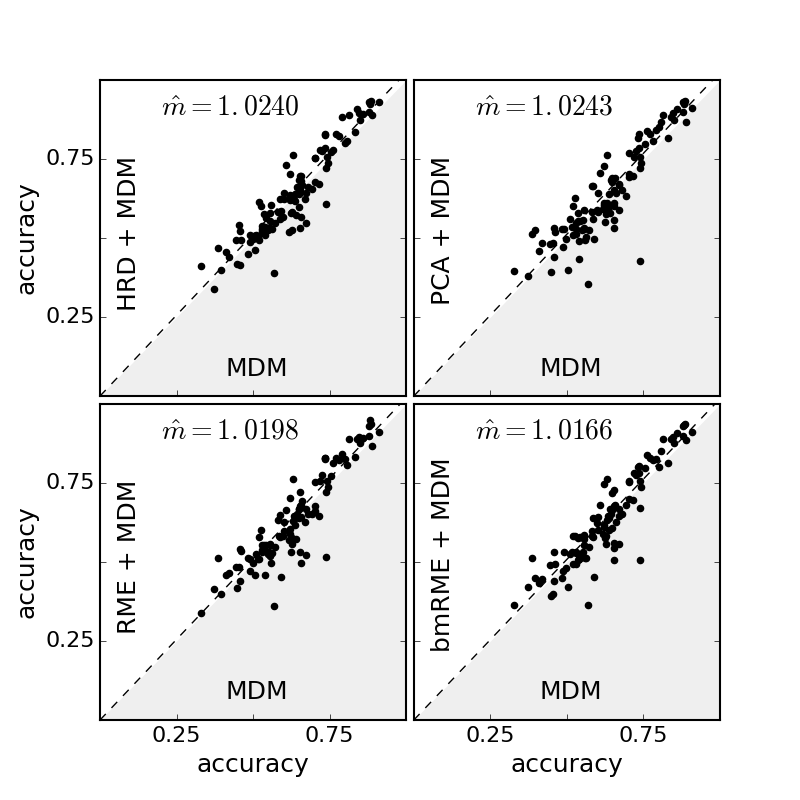 m̂ = 1.0240
m̂ = 1.0243
0.75
0.25
accuracy
HRD + MDM
PCA + MDM
MDM
MDM
m̂ = 1.0198
m̂ = 1.0166
0.75
0.25
accuracy
RME + MDM
bmRME + MDM
MDM
MDM
0.25 0.75 0.25 0.75
accuracy accuracy